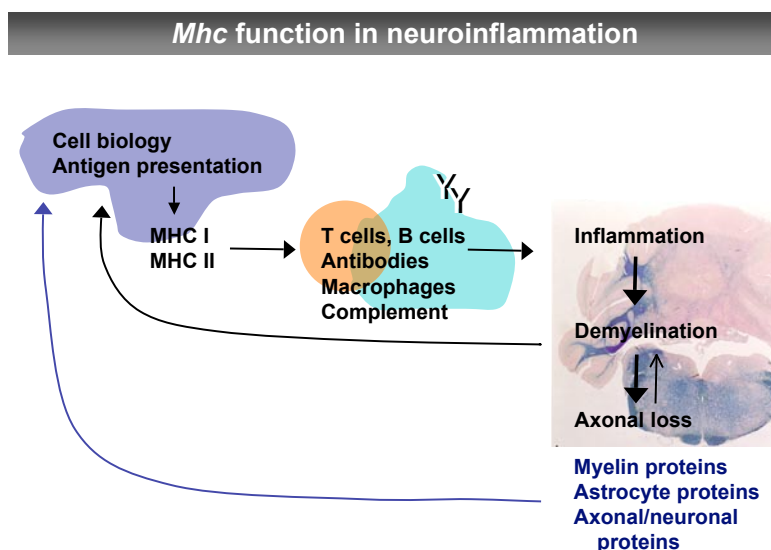 Mhc function in neuroinflammation
Cell biology
Antigen presentation
MHC I
MHC II
T cells, B cells
Antibodies
Macrophages
Complement
Inflammation
Demyelination
Axonal loss
Myelin proteins
Astrocyte proteins
Axonal/neuronal
proteins